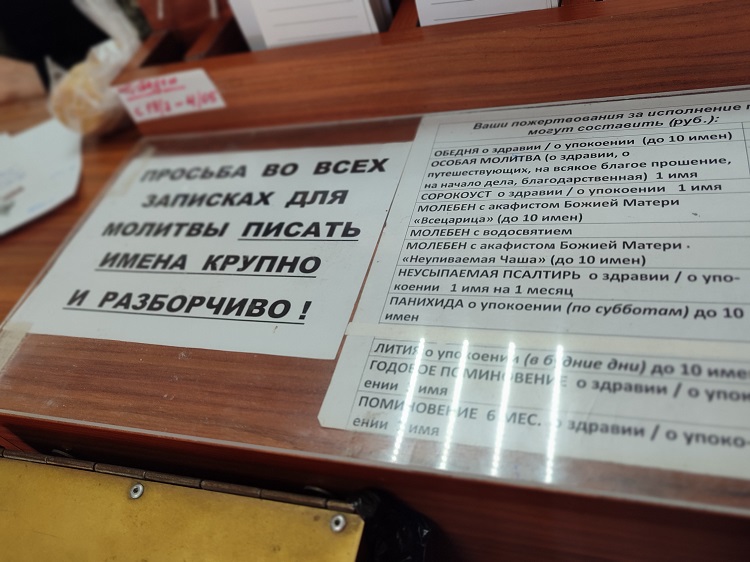 ПРОСЬБА ВО ВСЕХ
ЗАПИСКАХ ДЛЯ
МОЛИТВЫ ПИСАТЬ
ИМЕНА КРУПНО
И РАЗБОРЧИВО !
Ваши пожертвования за исполнение
могут составить (руб.):
ОБЕДНЯ о здравии / о упокоении (до 10 имен)
ОСОБАЯ МОЛИТВА (о здравии, о
путешествующих, на всякое благое прошение,
на начало дела, благодарственная) 1 имя
СОРОКОУСТ о здравии / о упокоении 1 имя
МОЛЕБЕН с акафистом Божией Матери
«Всецарица» (до 10 имен)
МОЛЕБЕН с водосвятием
МОЛЕБЕН с акафистом Божией Матери
«Неупиваемая Чаша» (до 10 имен)
НЕУСЫПАЕМАЯ ПСАЛТИРЬ о здравии / о упо-
коении 1 имя на 1 месяц
ПАНИХИДА о упокоении (по субботам) до 10
имен
ЛИТИЯ о упокоении (в будние дни) до 10 имен
ГОДОВОЕ ПОМИНОВЕНИЕ о здравии / о упок
ении 1 имя
ПОМИНОВЕНИЕ 6 МЕС. о здравии / о упоко-
ении 1 имя